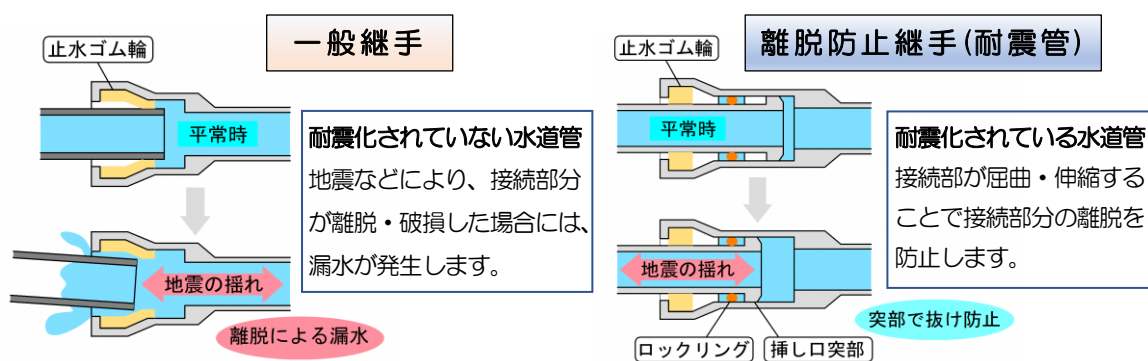 一般継手
止水ゴム輪
平常時
耐震化されていない水道管
地震などにより、接続部分
が離脱・破損した場合には、
漏水が発生します。
地震の揺れ
離脱による漏水
離脱防止継手(耐震管)
止水ゴム輪
平常時
耐震化されている水道管
接続部が屈曲・伸縮する
ことで接続部分の離脱を
防止します。
地震の揺れ
突部で抜け防止
ロックリング
挿し口突部